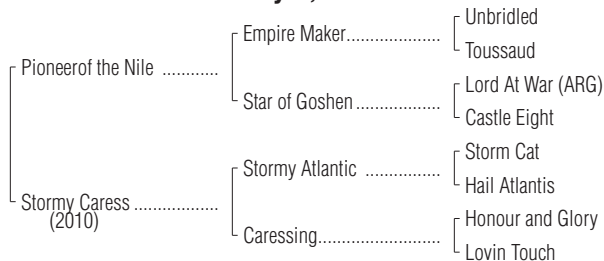 Unbridled
Empire Maker....................
Toussaud
Pioneerof the Nile ............
Lord At War (ARG)
Star of Goshen ..................
Castle Eight
Storm Cat
Stormy Atlantic ................
Hail Atlantis
Stormy Caress ..................
(2010)
Honour and Glory
Caressing..........................
Lovin Touch